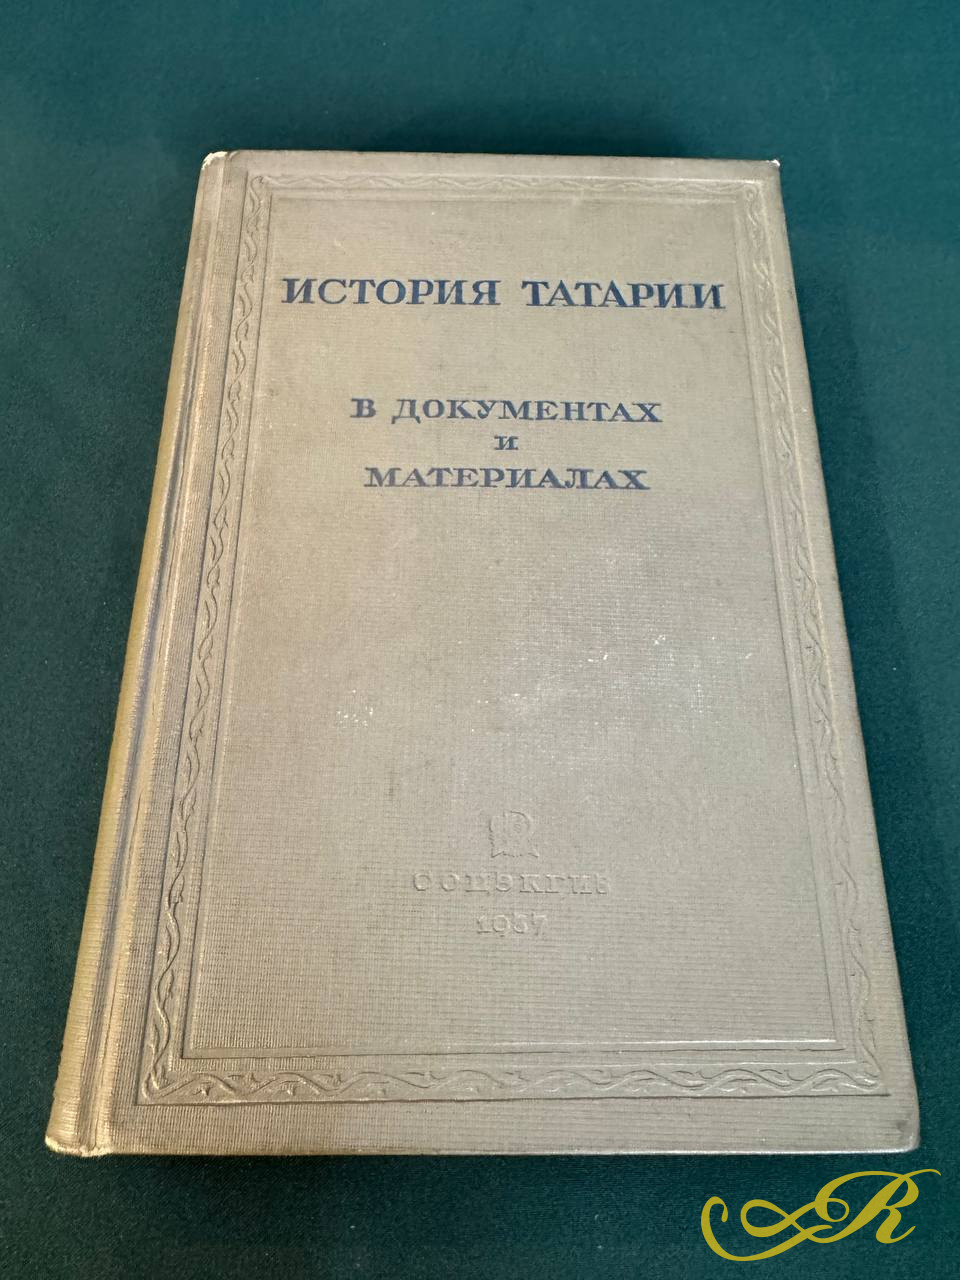 ИСТОРИЯ ТАТАРИИ
В ДОКУМЕНТАХ
И
МАТЕРИАЛАХ
СОЦЭКГИЗ
1937